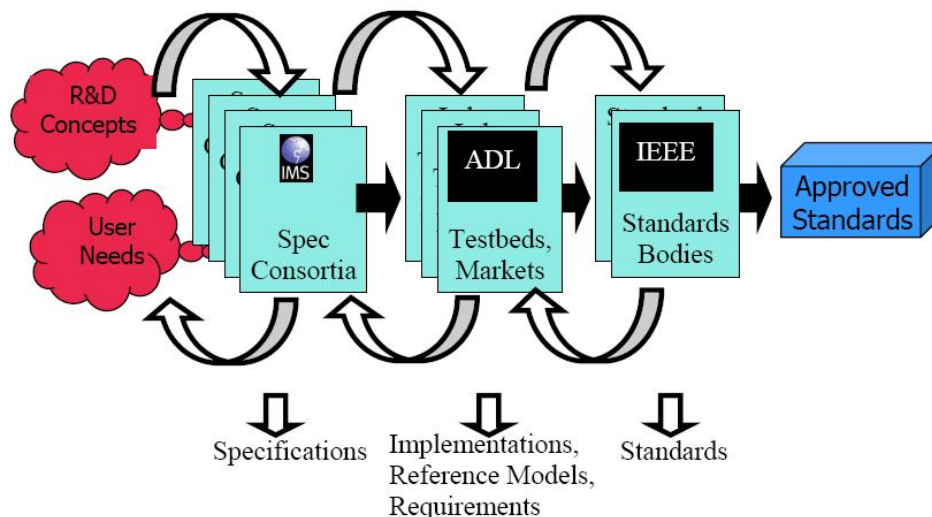 R&D
Concepts
User
Needs
IMS
Spec
Consortia
ADL
Testbeds,
Markets
IEEE
Standards
Bodies
Approved
Standards
Specifications
Implementations,
Reference Models,
Requirements
Standards